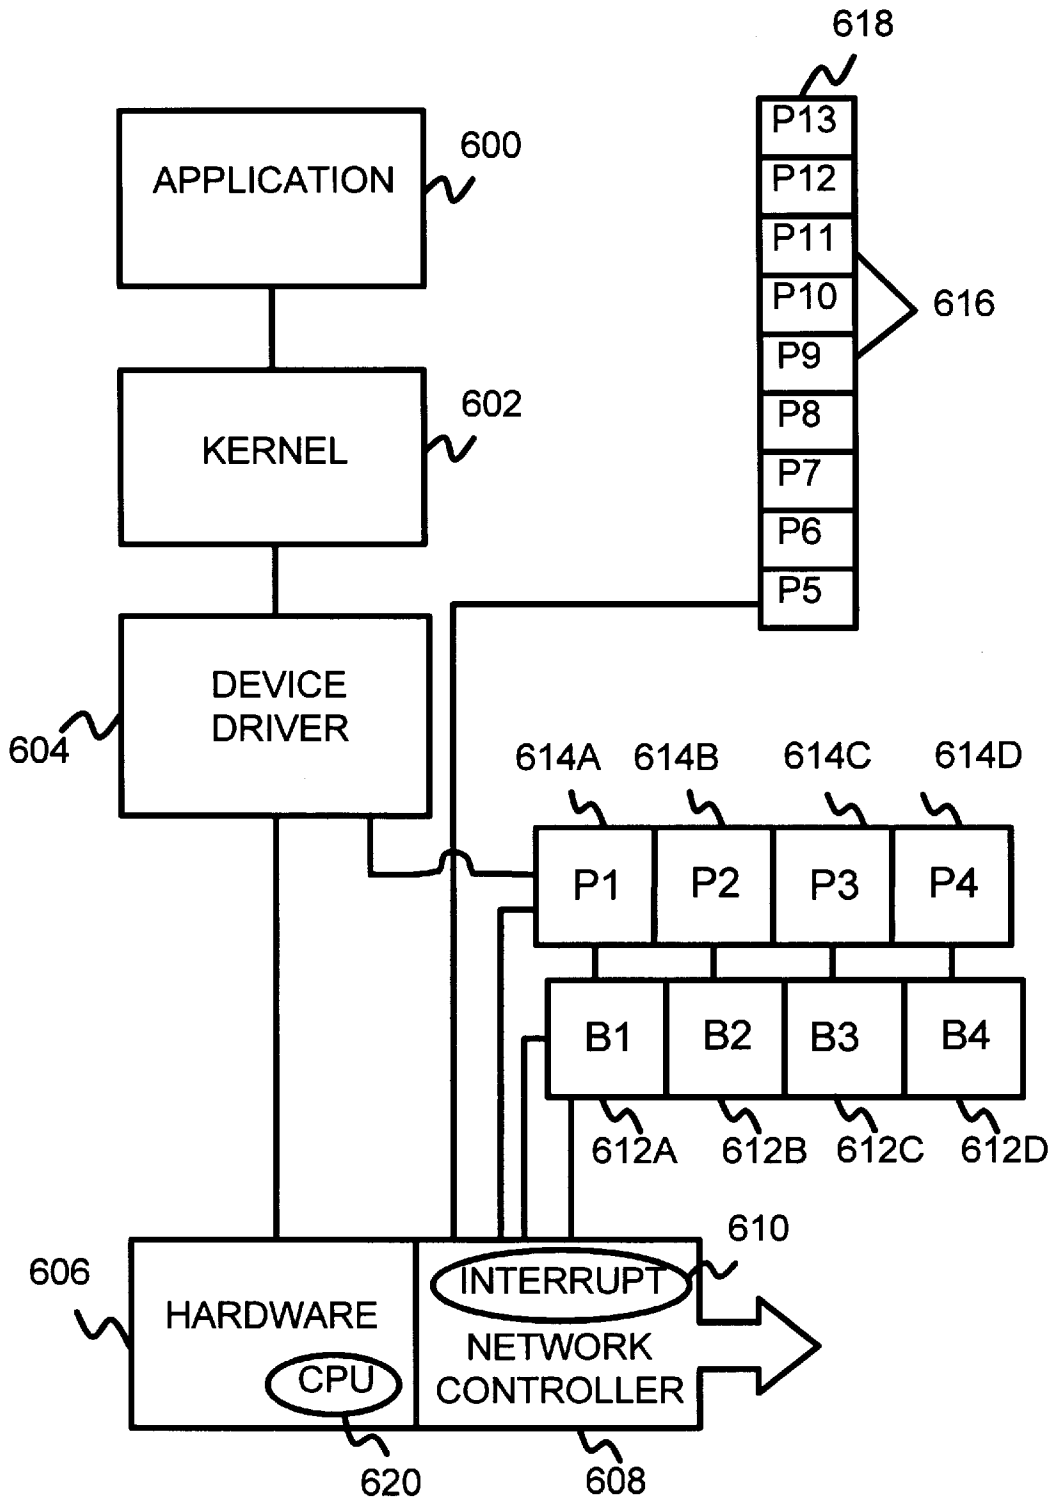 618
P13
P12
P11
P10
P9
P8
P7
P6
P5
616
600
APPLICATION
602
KERNEL
604
DEVICE
DRIVER
614A
614B
614C
614D
P1
P2
P3
P4
B1
B2
B3
B4
612A
612B
612C
612D
606
HARDWARE
CPU
620
610
INTERRUPT
NETWORK
CONTROLLER
608